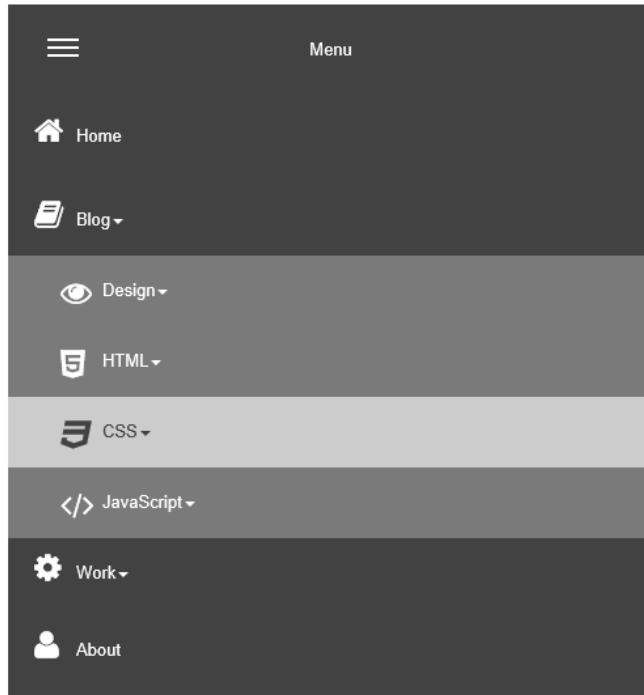 Menu
Home
Blog
Design
HTML
CSS
JavaScript
Work
About